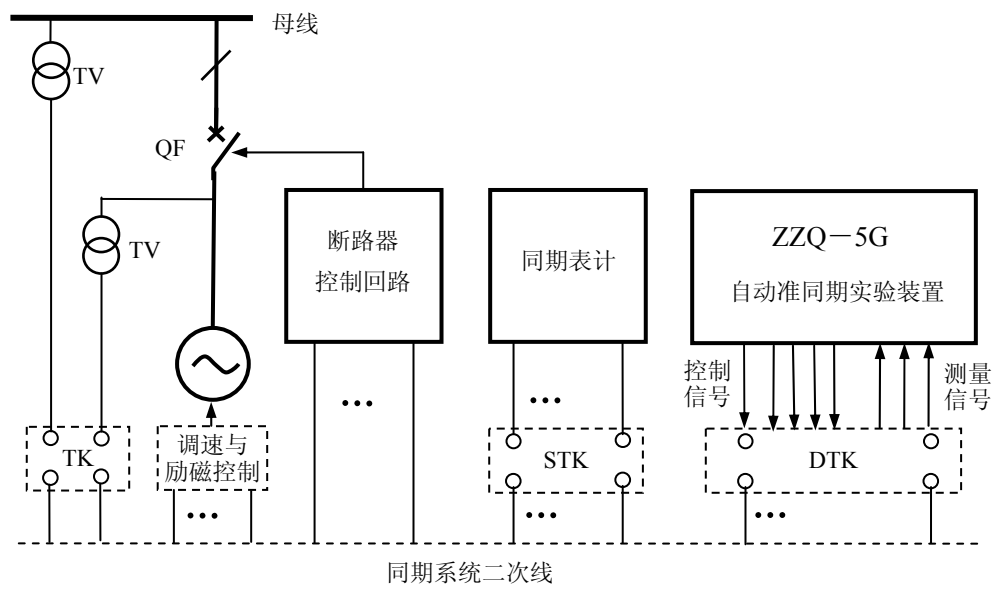 母线
TV
QF
TV
断路器
控制回路
同期表计
ZZQ－5G
自动准同期实验装置
控制
信号
测量
信号
TK
调速与
励磁控制
STK
DTK
同期系统二次线